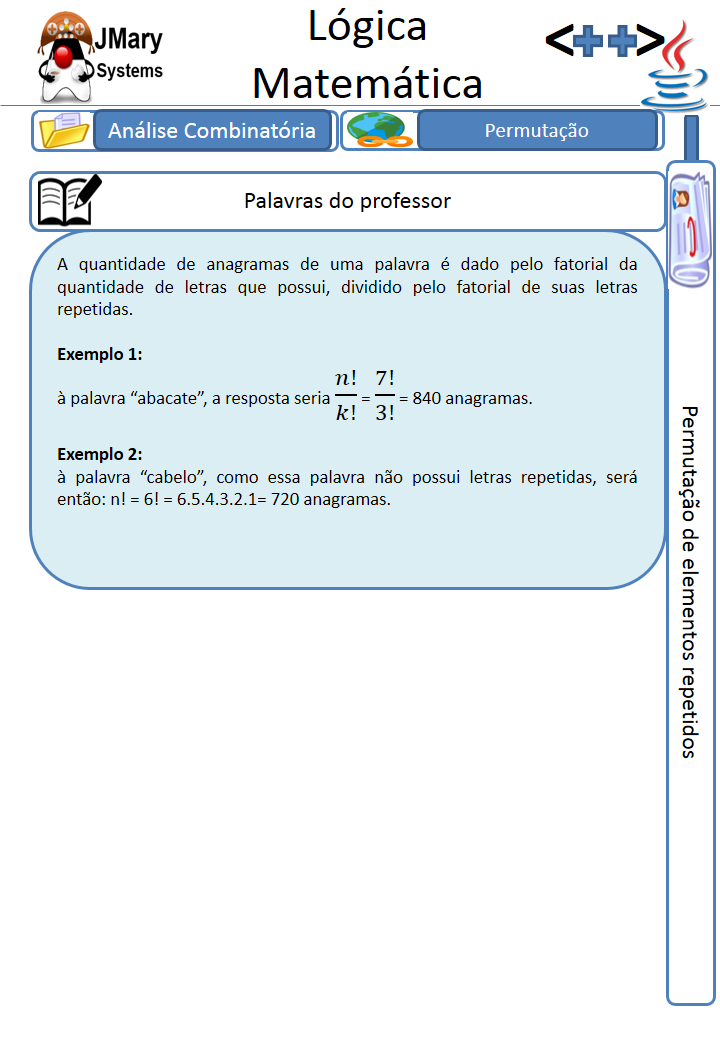 JMary
Systems
Lógica
Matemática
<++>
Análise Combinatória
Permutação
Palavras do professor
A quantidade de anagramas de uma palavra é dado pelo fatorial da
quantidade de letras que possui, dividido pelo fatorial de suas letras
repetidas.
Exemplo 1:
à palavra “abacate”, a resposta seria n!/k! = 7!/3! = 840 anagramas.
Exemplo 2:
à palavra “cabelo”, como essa palavra não possui letras repetidas, será
então: n! = 6! = 6.5.4.3.2.1= 720 anagramas.
Permutação de elementos repetidos